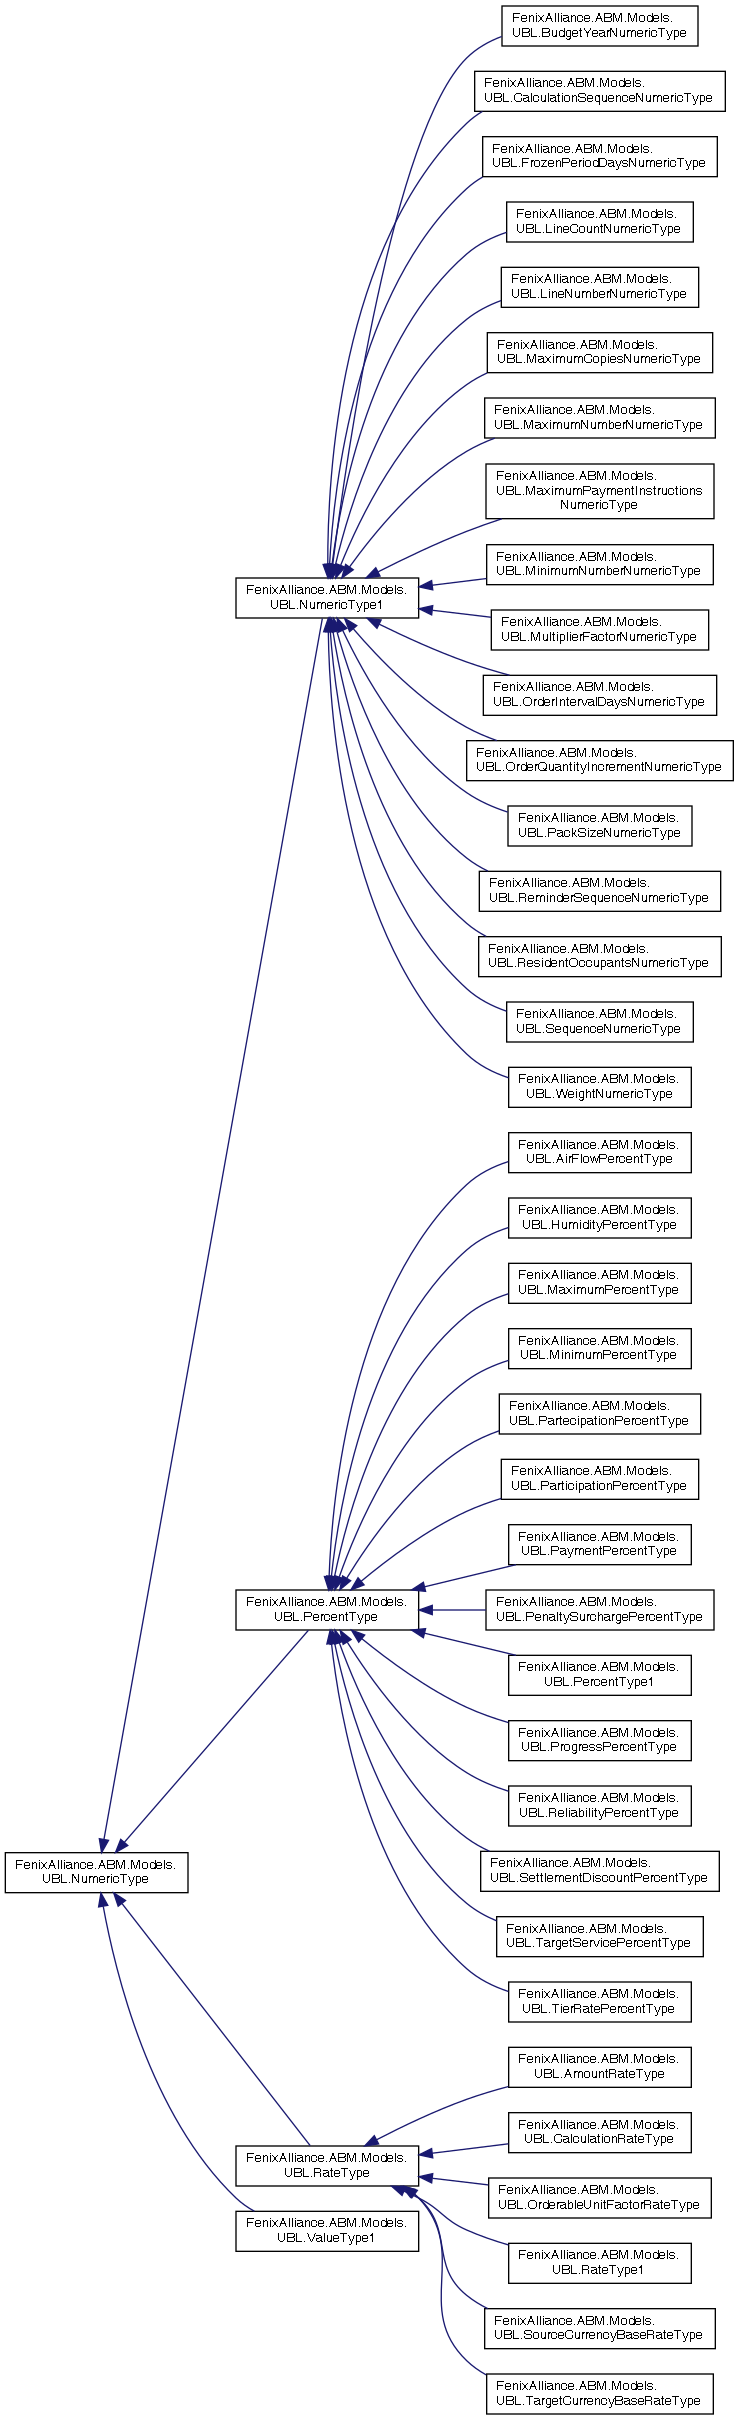 FenixAlliance.ABM.Models.
UBL.BudgetYearNumericType
FenixAlliance.ABM.Models.
UBL.CalculationSequenceNumericType
FenixAlliance.ABM.Models.
UBL.FrozenPeriodDaysNumericType
FenixAlliance.ABM.Models.
UBL.LineCountNumericType
FenixAlliance.ABM.Models.
UBL.LineNumberNumericType
FenixAlliance.ABM.Models.
UBL.MaximumCopiesNumericType
FenixAlliance.ABM.Models.
UBL.MaximumNumberNumericType
FenixAlliance.ABM.Models.
UBL.MaximumPaymentInstructions
NumericType
FenixAlliance.ABM.Models.
UBL.MinimumNumberNumericType
FenixAlliance.ABM.Models.
UBL.NumericType1
FenixAlliance.ABM.Models.
UBL.MultiplierFactorNumericType
FenixAlliance.ABM.Models.
UBL.OrderIntervalDaysNumericType
FenixAlliance.ABM.Models.
UBL.OrderQuantityIncrementNumericType
FenixAlliance.ABM.Models.
UBL.PackSizeNumericType
FenixAlliance.ABM.Models.
UBL.ReminderSequenceNumericType
FenixAlliance.ABM.Models.
UBL.ResidentOccupantsNumericType
FenixAlliance.ABM.Models.
UBL.SequenceNumericType
FenixAlliance.ABM.Models.
UBL.WeightNumericType
FenixAlliance.ABM.Models.
UBL.AirFlowPercentType
FenixAlliance.ABM.Models.
UBL.HumidityPercentType
FenixAlliance.ABM.Models.
UBL.MaximumPercentType
FenixAlliance.ABM.Models.
UBL.MinimumPercentType
FenixAlliance.ABM.Models.
UBL.PartecipationPercentType
FenixAlliance.ABM.Models.
UBL.ParticipationPercentType
FenixAlliance.ABM.Models.
UBL.PaymentPercentType
FenixAlliance.ABM.Models.
UBL.PercentType
FenixAlliance.ABM.Models.
UBL.PenaltySurchargePercentType
FenixAlliance.ABM.Models.
UBL.PercentType1
FenixAlliance.ABM.Models.
UBL.ProgressPercentType
FenixAlliance.ABM.Models.
UBL.ReliabilityPercentType
FenixAlliance.ABM.Models.
UBL.NumericType
FenixAlliance.ABM.Models.
UBL.SettlementDiscountPercentType
FenixAlliance.ABM.Models.
UBL.TargetServicePercentType
FenixAlliance.ABM.Models.
UBL.TierRatePercentType
FenixAlliance.ABM.Models.
UBL.AmountRateType
FenixAlliance.ABM.Models.
UBL.CalculationRateType
FenixAlliance.ABM.Models.
UBL.RateType
FenixAlliance.ABM.Models.
UBL.OrderableUnitFactorRateType
FenixAlliance.ABM.Models.
UBL.ValueType1
FenixAlliance.ABM.Models.
UBL.RateType1
FenixAlliance.ABM.Models.
UBL.SourceCurrencyBaseRateType
FenixAlliance.ABM.Models.
UBL.TargetCurrencyBaseRateType